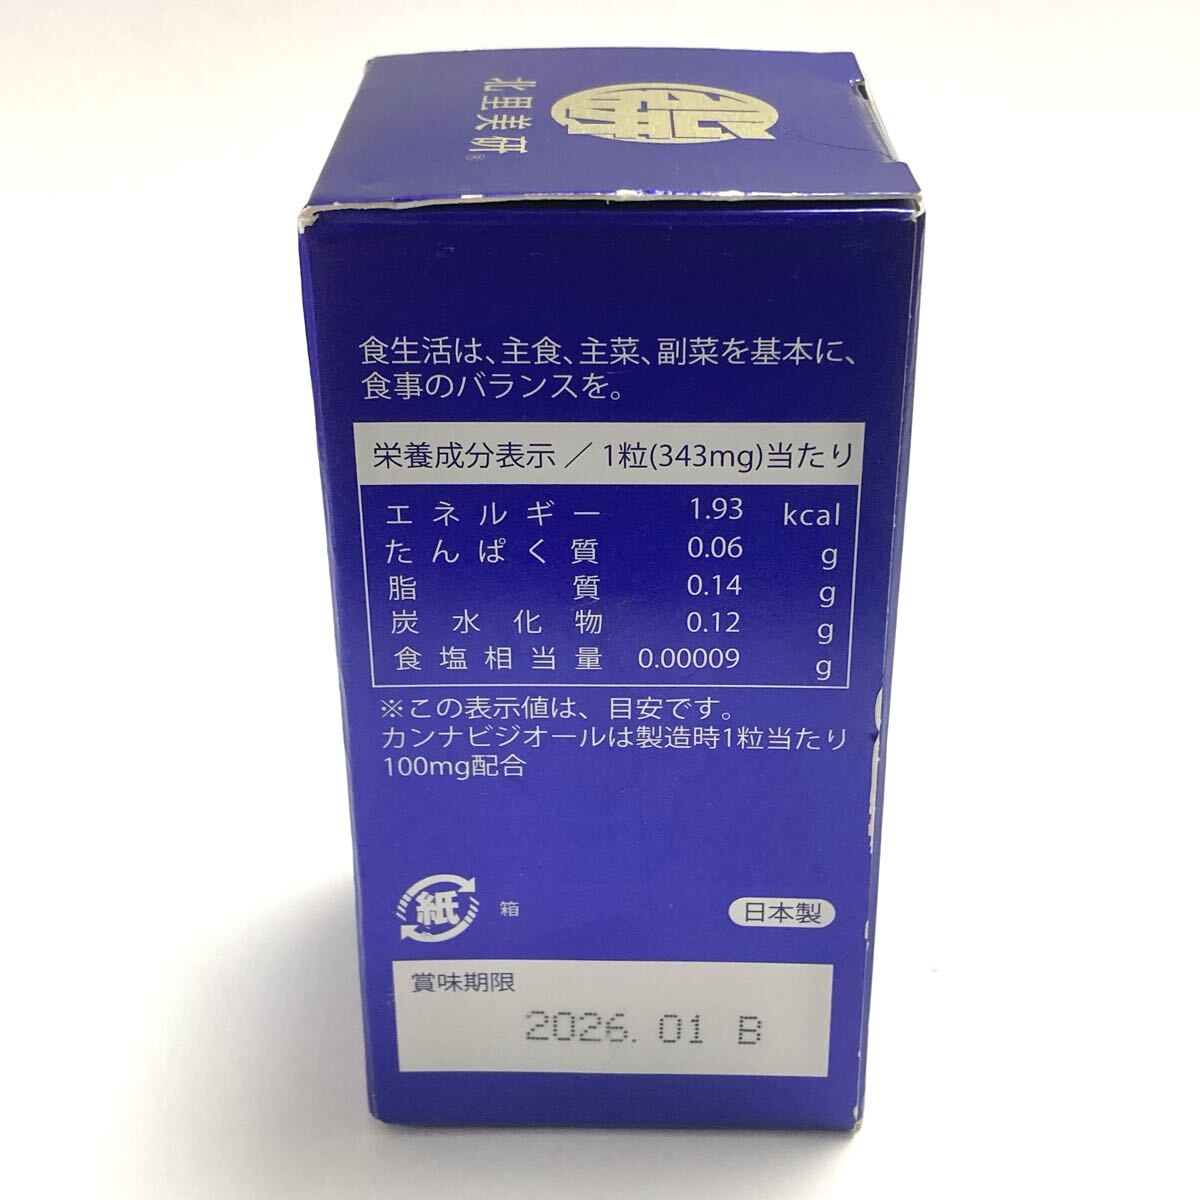 北里美研®
食生活は、主食、主菜、副菜を基本に、
食事のバランスを。
栄養成分表示 ／ 1粒(343mg)当たり
エネルギー 1.93 kcal
たんぱく質 0.06 g
脂質 0.14 g
炭水化物 0.12 g
食塩相当量 0.00009 g
※この表示値は、目安です。
カンナビジオールは製造時1粒当たり
100mg配合
紙 箱
日本製
賞味期限
2026.01 B